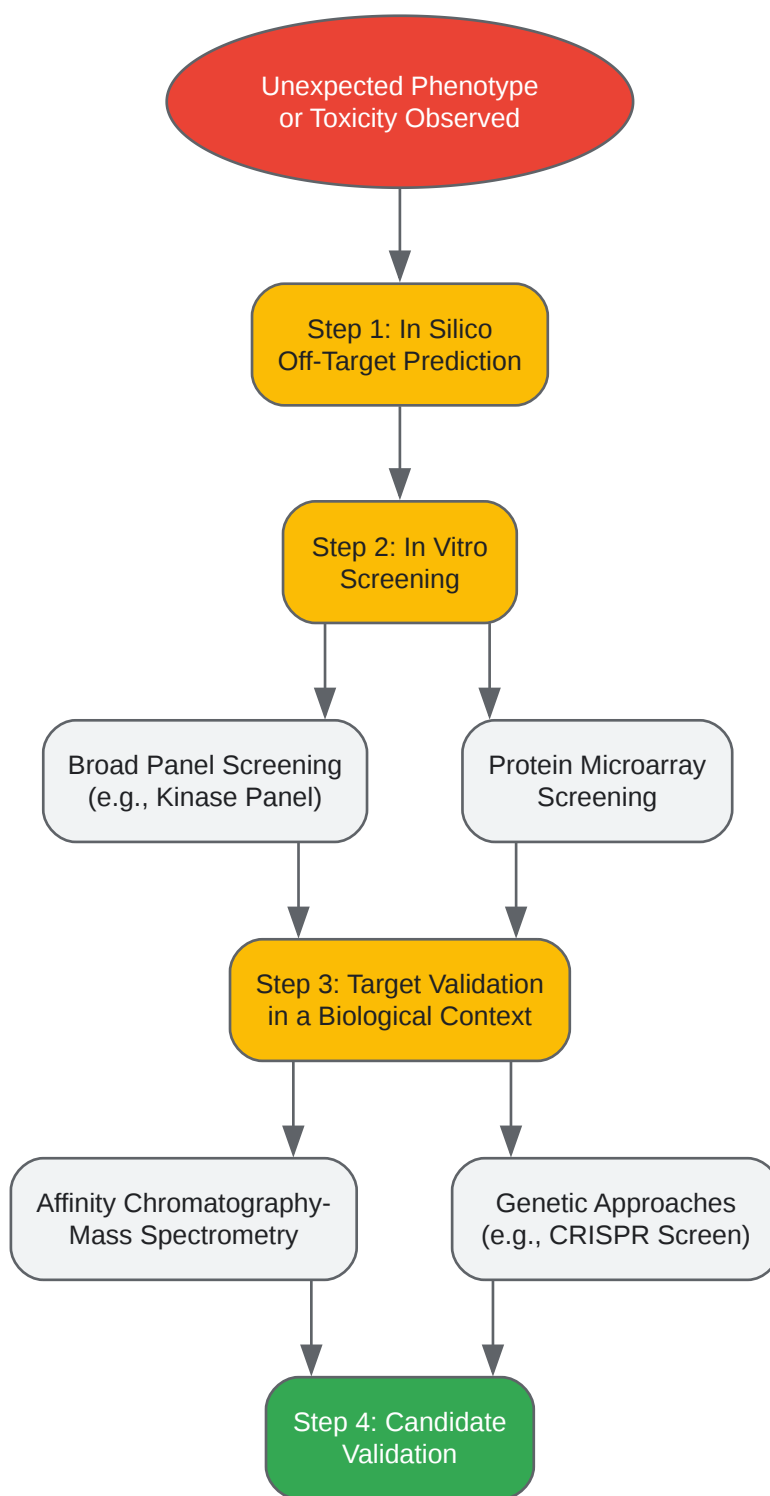 Unexpected Phenotype
or Toxicity Observed
Step 1: In Silico
Off-Target Prediction
Step 2: In Vitro
Screening
Broad Panel Screening
(e.g., Kinase Panel)
Protein Microarray
Screening
Step 3: Target Validation
in a Biological Context
Affinity Chromatography-
Mass Spectrometry
Genetic Approaches
(e.g., CRISPR Screen)
Step 4: Candidate
Validation